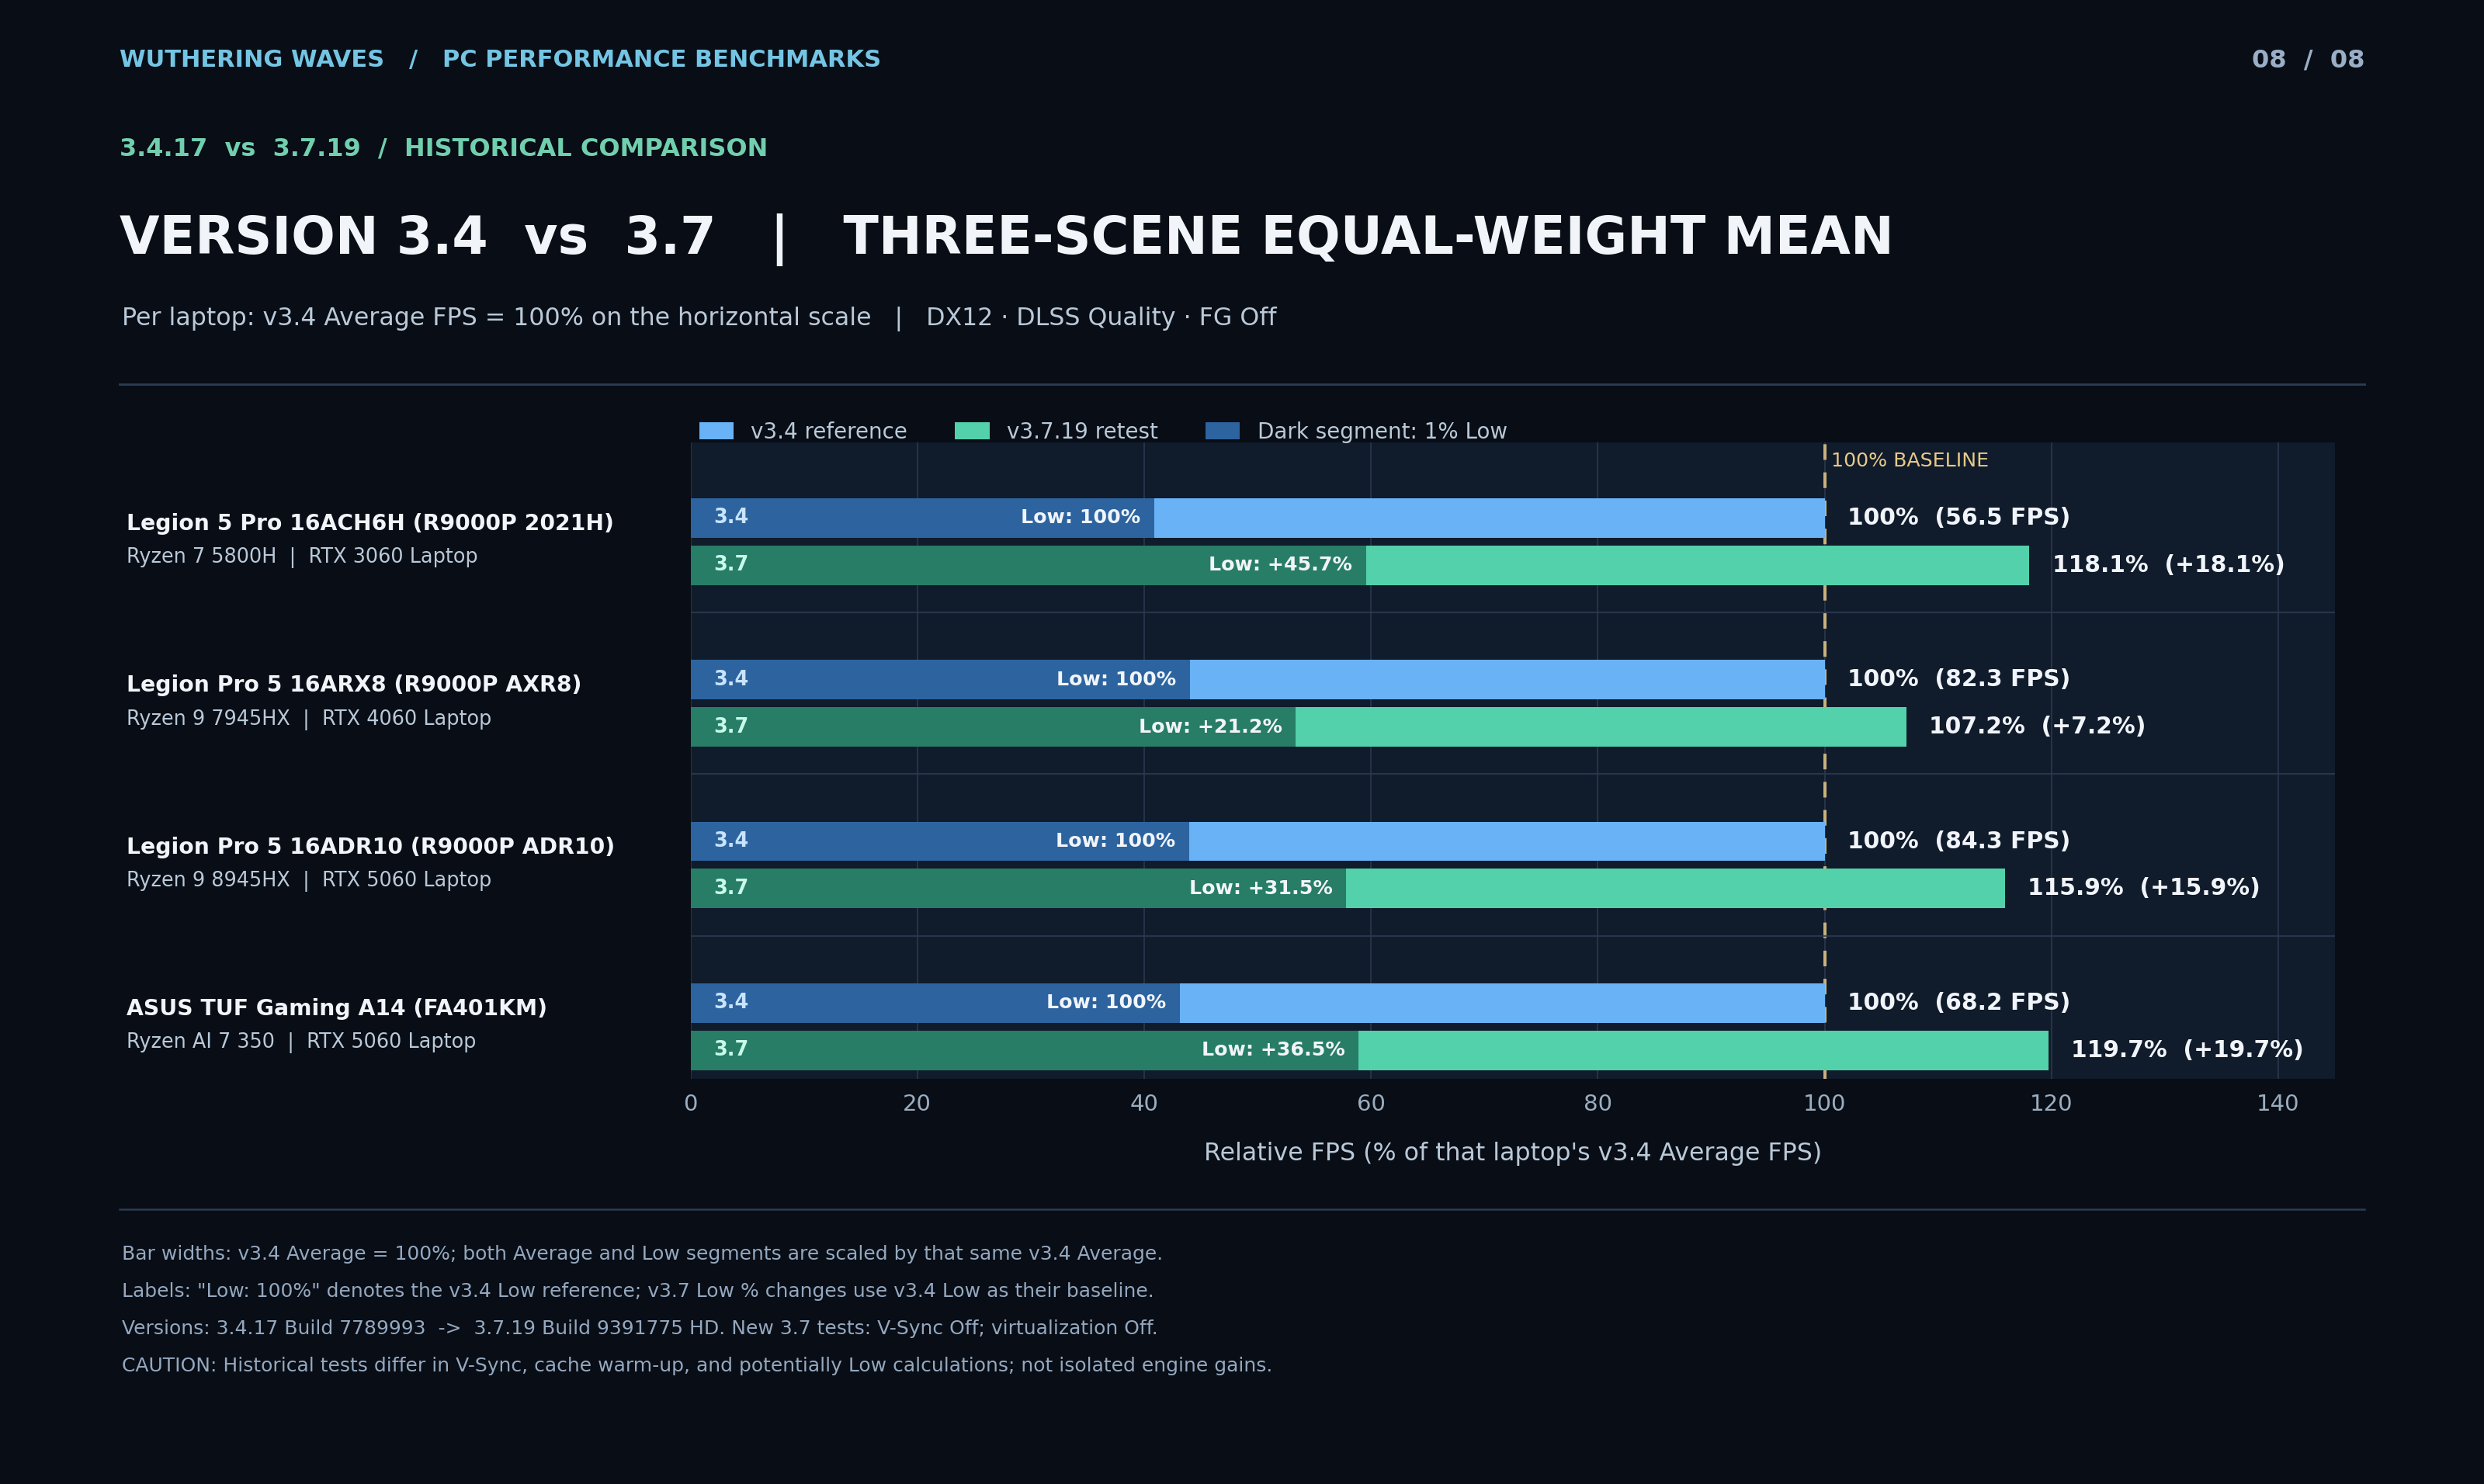 WUTHERING WAVES / PC PERFORMANCE BENCHMARKS
08 / 08
3.4.17 vs 3.7.19 / HISTORICAL COMPARISON
VERSION 3.4 vs 3.7 | THREE-SCENE EQUAL-WEIGHT MEAN
Per laptop: v3.4 Average FPS = 100% on the horizontal scale | DX12 · DLSS Quality · FG Off
v3.4 reference
v3.7.19 retest
Dark segment: 1% Low
100% BASELINE
Legion 5 Pro 16ACH6H (R9000P 2021H)
Ryzen 7 5800H | RTX 3060 Laptop
3.4 Low: 100% 100% (56.5 FPS)
3.7 Low: +45.7% 118.1% (+18.1%)
Legion Pro 5 16ARX8 (R9000P AXR8)
Ryzen 9 7945HX | RTX 4060 Laptop
3.4 Low: 100% 100% (82.3 FPS)
3.7 Low: +21.2% 107.2% (+7.2%)
Legion Pro 5 16ADR10 (R9000P ADR10)
Ryzen 9 8945HX | RTX 5060 Laptop
3.4 Low: 100% 100% (84.3 FPS)
3.7 Low: +31.5% 115.9% (+15.9%)
ASUS TUF Gaming A14 (FA401KM)
Ryzen AI 7 350 | RTX 5060 Laptop
3.4 Low: 100% 100% (68.2 FPS)
3.7 Low: +36.5% 119.7% (+19.7%)
0 20 40 60 80 100 120 140
Relative FPS (% of that laptop's v3.4 Average FPS)
Bar widths: v3.4 Average = 100%; both Average and Low segments are scaled by that same v3.4 Average.
Labels: "Low: 100%" denotes the v3.4 Low reference; v3.7 Low % changes use v3.4 Low as their baseline.
Versions: 3.4.17 Build 7789993 -> 3.7.19 Build 9391775 HD. New 3.7 tests: V-Sync Off; virtualization Off.
CAUTION: Historical tests differ in V-Sync, cache warm-up, and potentially Low calculations; not isolated engine gains.